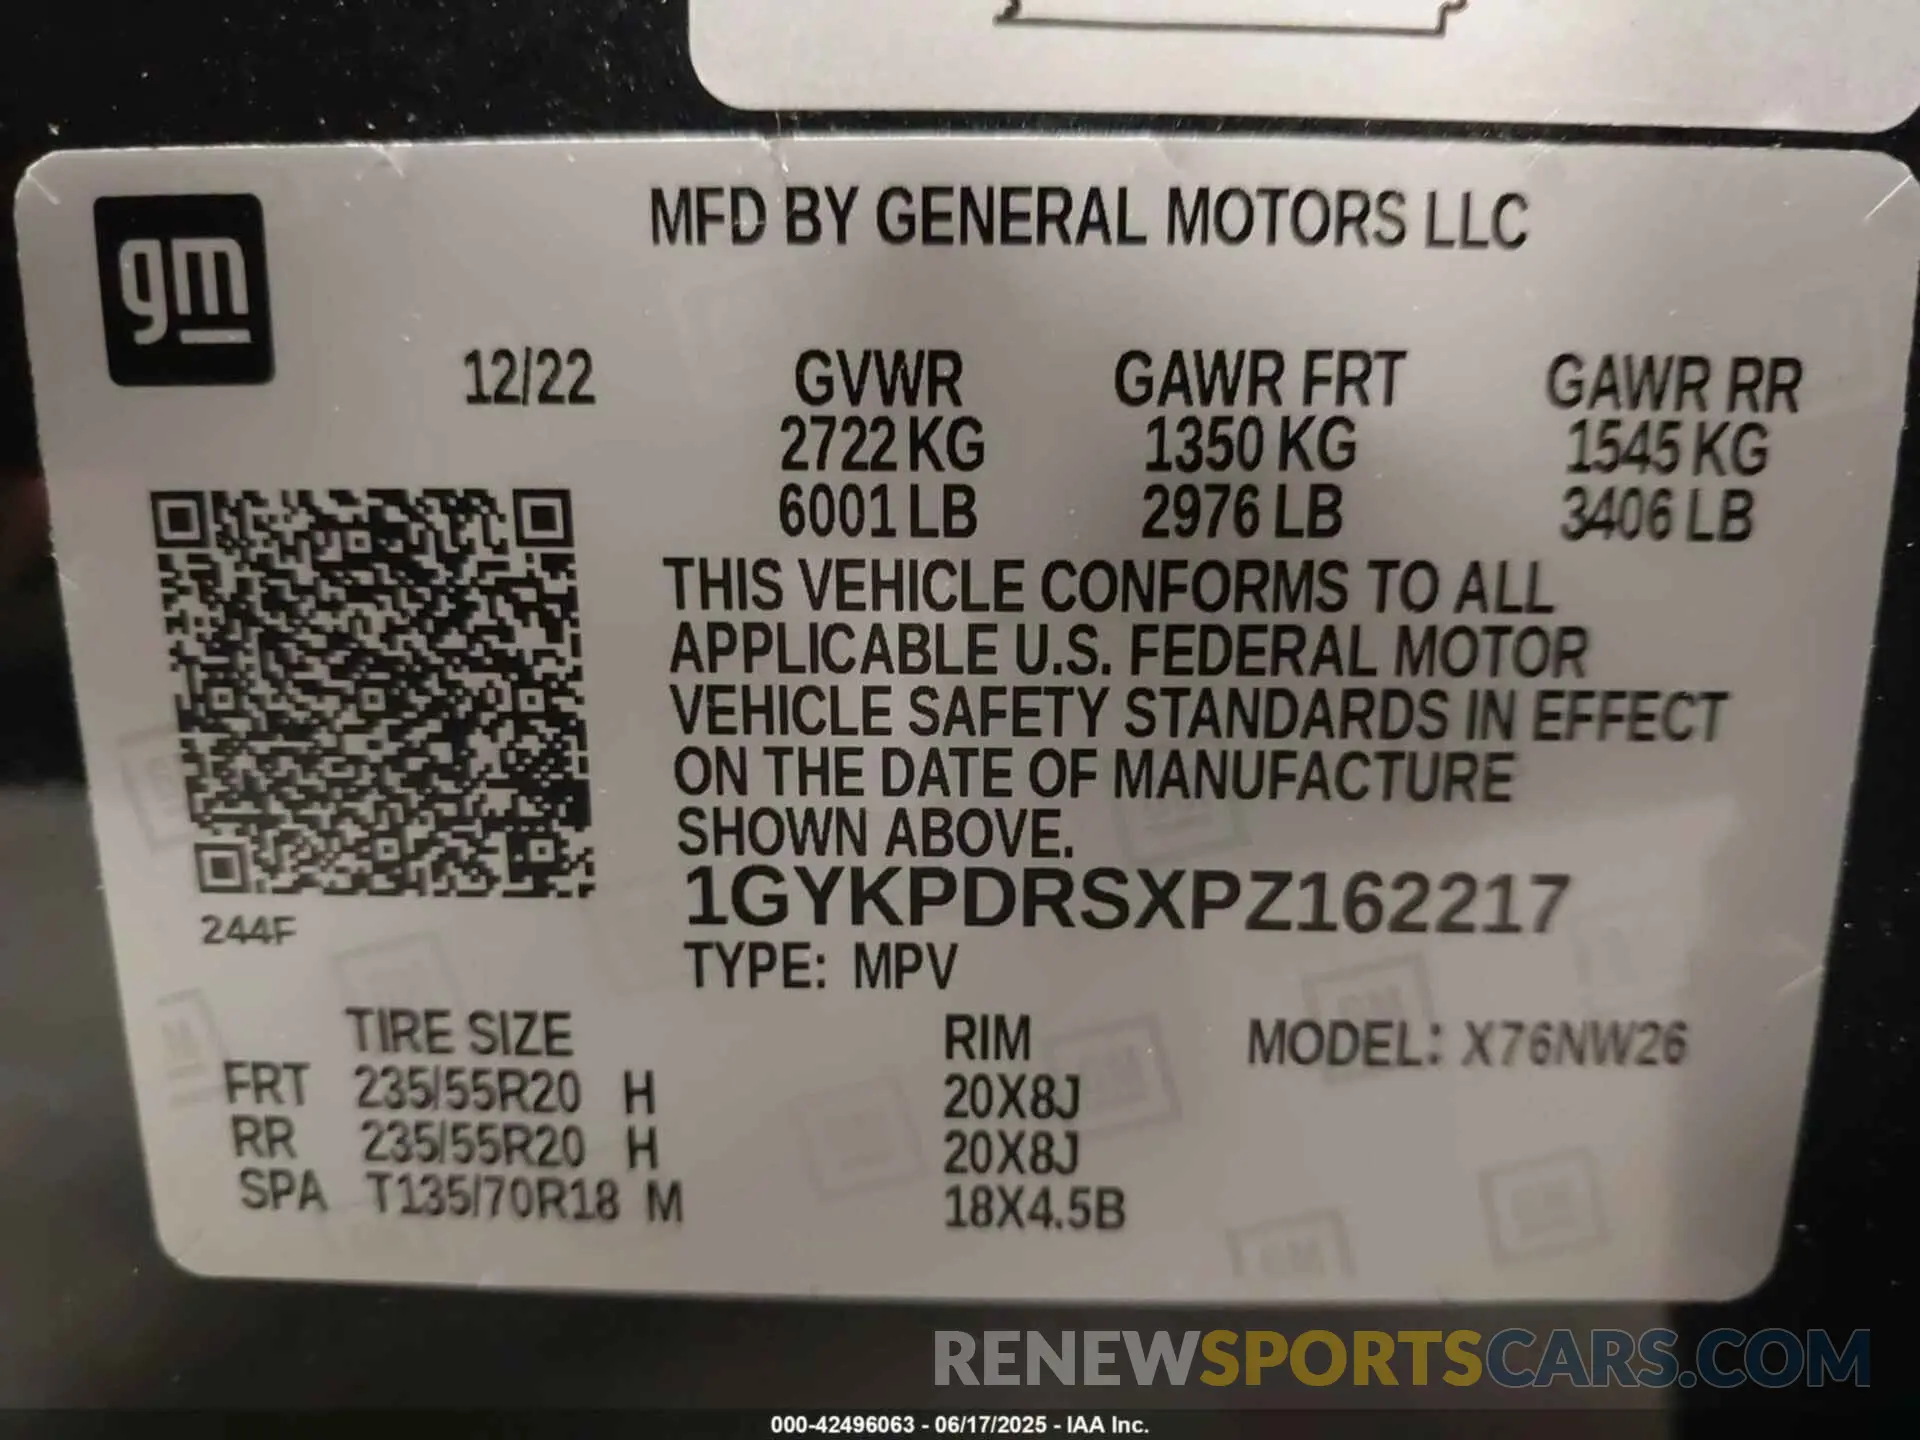 gm
MFD BY GENERAL MOTORS LLC
12/22
GVWR GAWR FRT GAWR RR
2722 KG 1350 KG 1545 KG
6001 LB 2976 LB 3406 LB
THIS VEHICLE CONFORMS TO ALL
APPLICABLE U.S. FEDERAL MOTOR
VEHICLE SAFETY STANDARDS IN EFFECT
ON THE DATE OF MANUFACTURE
SHOWN ABOVE.
1GYKPDRSXPZ162217
244F
TYPE: MPV
TIRE SIZE RIM MODEL: X76NW26
FRT 235/55R20 H 20X8J
RR 235/55R20 H 20X8J
SPA T135/70R18 M 18X4.5B
RENEWSPORTSCARS.COM
000-42496063 - 06/17/2025 - IAA Inc.